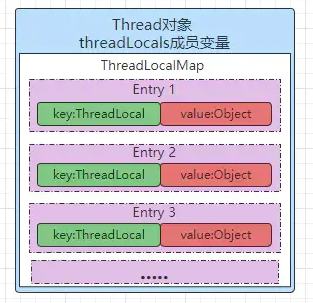 Thread对象
threadLocals成员变量
ThreadLocalMap
Entry 1
key:ThreadLocal value:Object
Entry 2
key:ThreadLocal value:Object
Entry 3
key:ThreadLocal value:Object
.....